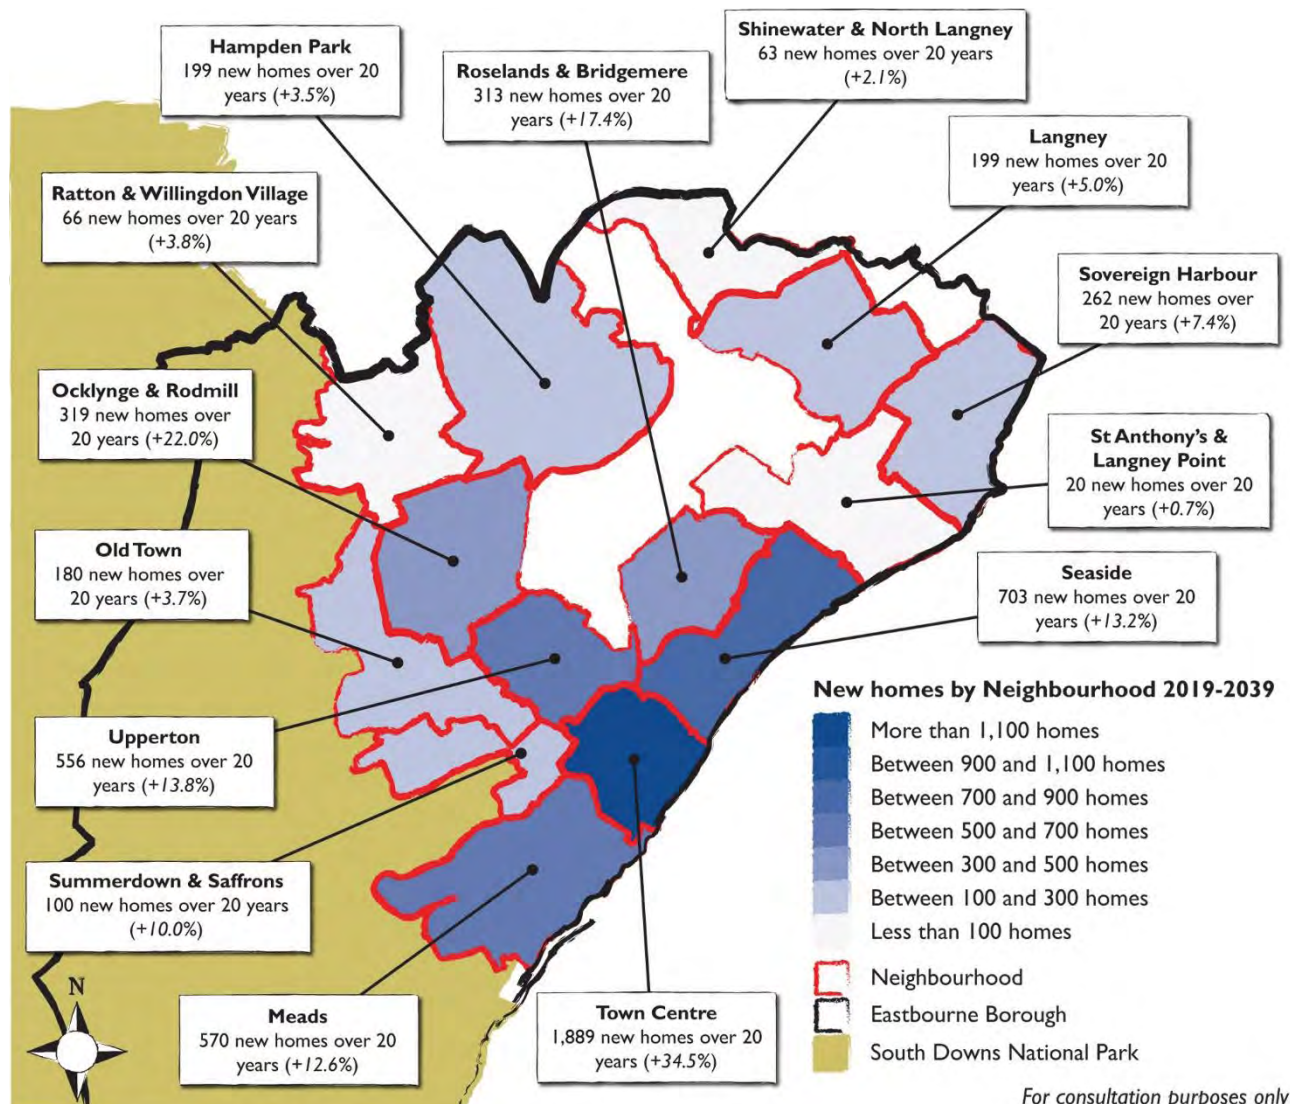 Hampden Park
199 new homes over 20
years (+3.5%)
Roselands & Bridgemere
313 new homes over 20
years (+17.4%)
Shinewater & North Langney
63 new homes over 20 years
(+2.1%)
Langney
199 new homes over 20
years (+5.0%)
Ratton & Willingdon Village
66 new homes over 20 years
(+3.8%)
Sovereign Harbour
262 new homes over
20 years (+7.4%)
Ocklynge & Rodmill
319 new homes over
20 years (+22.0%)
St Anthony's &
Langney Point
20 new homes over 20
years (+0.7%)
Old Town
180 new homes over
20 years (+3.7%)
Seaside
703 new homes over 20
years (+13.2%)
Upperton
556 new homes over 20
years (+13.8%)
Summerdown & Saffrons
100 new homes over 20 years
(+10.0%)
Meads
570 new homes over 20
years (+12.6%)
Town Centre
1,889 new homes over 20
years (+34.5%)
New homes by Neighbourhood 2019-2039
More than 1,100 homes
Between 900 and 1,100 homes
Between 700 and 900 homes
Between 500 and 700 homes
Between 300 and 500 homes
Between 100 and 300 homes
Less than 100 homes
Neighbourhood
Eastbourne Borough
South Downs National Park
N
For consultation purposes only